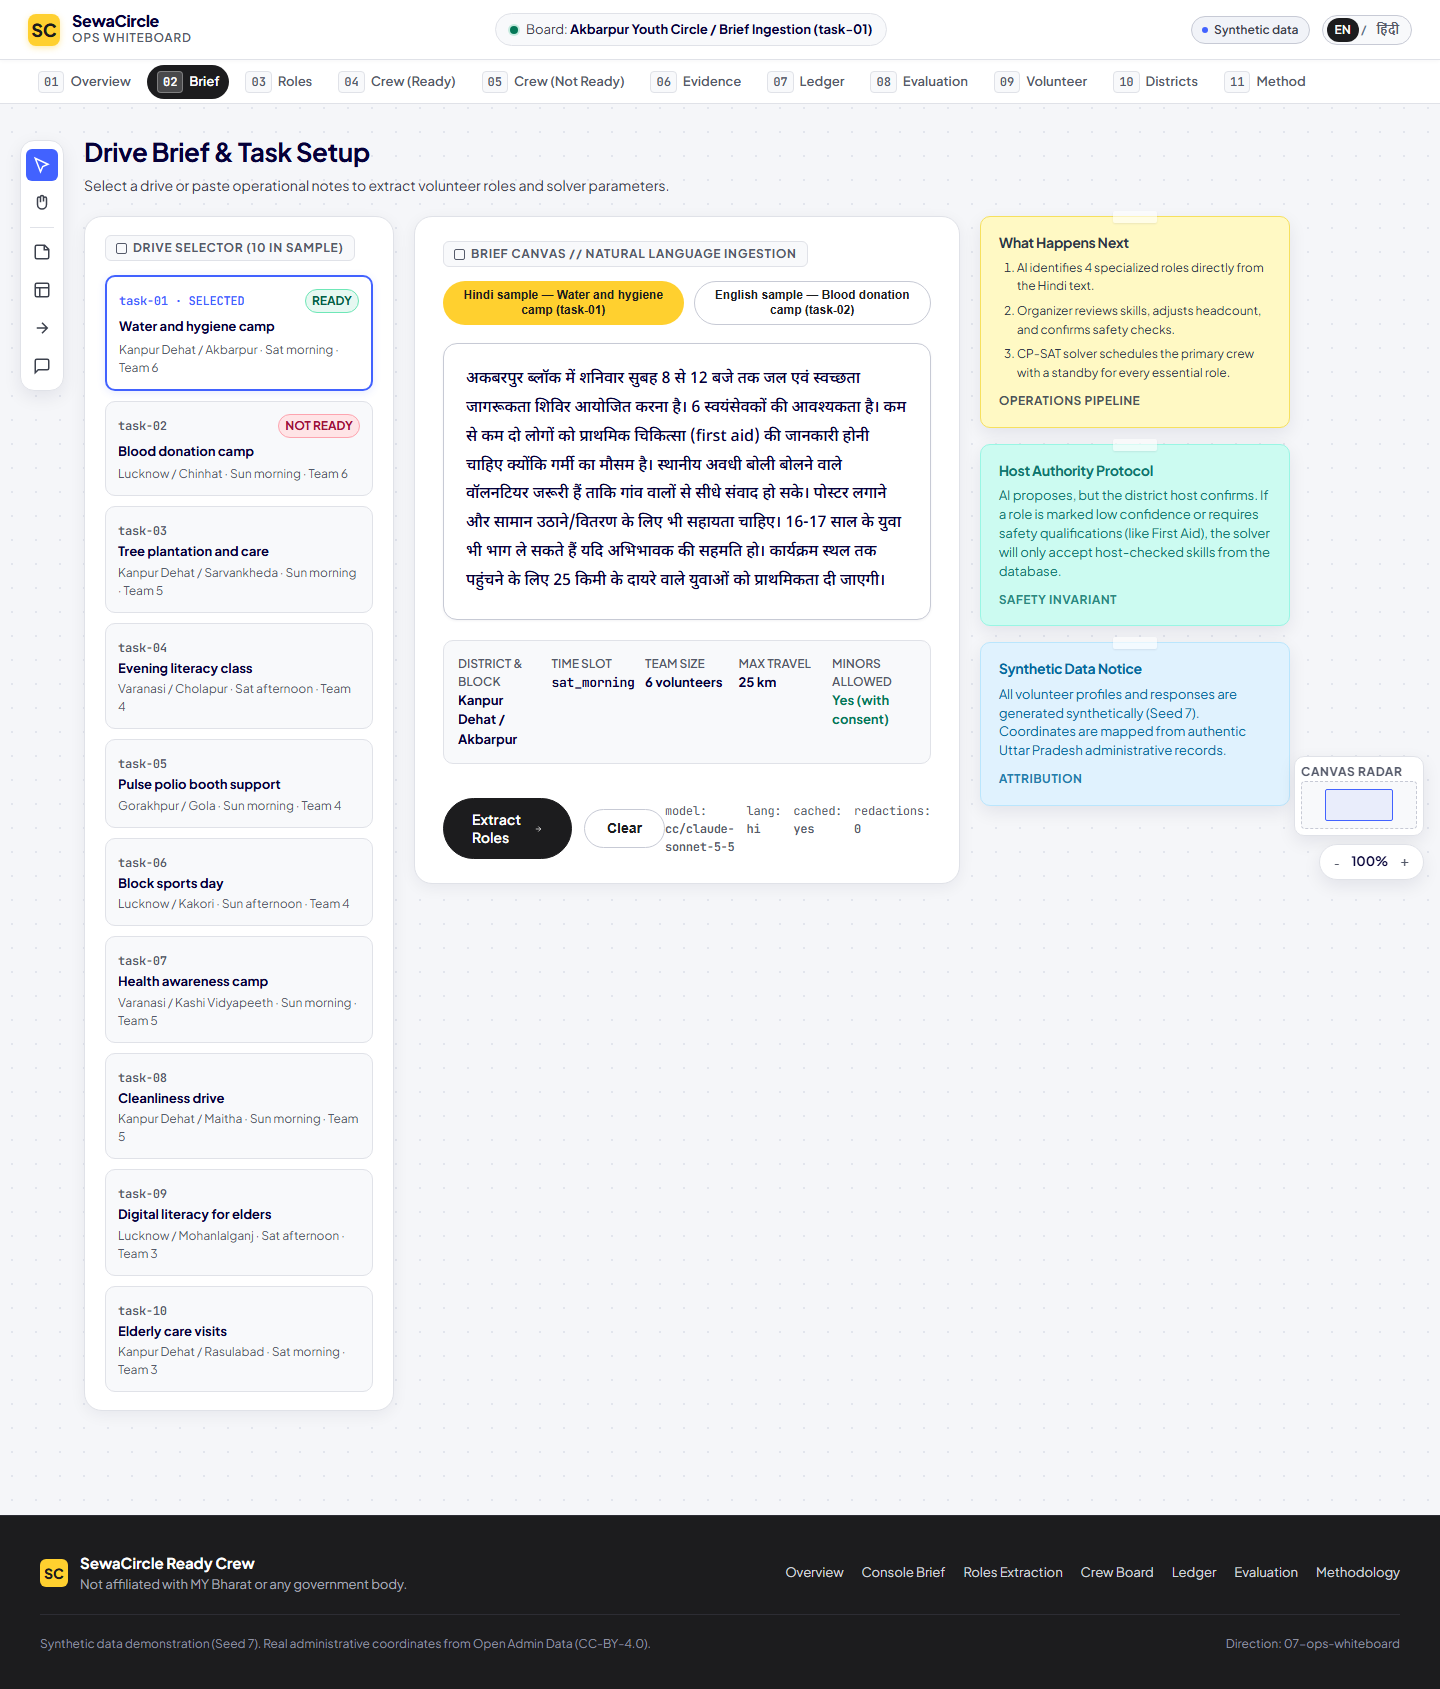 SC
SewaCircle
OPS WHITEBOARD
Board: Akbarpur Youth Circle / Brief Ingestion (task-01)
Synthetic data
EN / हिंदी
01 Overview
02 Brief
03 Roles
04 Crew (Ready)
05 Crew (Not Ready)
06 Evidence
07 Ledger
08 Evaluation
09 Volunteer
10 Districts
11 Method
Drive Brief & Task Setup
Select a drive or paste operational notes to extract volunteer roles and solver parameters.
DRIVE SELECTOR (10 IN SAMPLE)
task-01 · SELECTED
READY
Water and hygiene camp
Kanpur Dehat / Akbarpur · Sat morning ·
Team 6
task-02
NOT READY
Blood donation camp
Lucknow / Chinhat · Sun morning · Team 6
task-03
Tree plantation and care
Kanpur Dehat / Sarvankheda · Sun morning
· Team 5
task-04
Evening literacy class
Varanasi / Cholapur · Sat afternoon · Team
4
task-05
Pulse polio booth support
Gorakhpur / Gola · Sun morning · Team 4
task-06
Block sports day
Lucknow / Kakori · Sun afternoon · Team 4
task-07
Health awareness camp
Varanasi / Kashi Vidyapeeth · Sun morning ·
Team 5
task-08
Cleanliness drive
Kanpur Dehat / Maitha · Sun morning · Team
5
task-09
Digital literacy for elders
Lucknow / Mohanlalganj · Sat afternoon ·
Team 3
task-10
Elderly care visits
Kanpur Dehat / Rasulabad · Sat morning ·
Team 3
BRIEF CANVAS // NATURAL LANGUAGE INGESTION
Hindi sample — Water and hygiene
camp (task-01)
English sample — Blood donation
camp (task-02)
अकबरपुर ब्लॉक में शनिवार सुबह 8 से 12 बजे तक जल एवं स्वच्छता
जागरूकता शिविर आयोजित करना है। 6 स्वयंसेवकों की आवश्यकता है। कम
से कम दो लोगों को प्राथमिक चिकित्सा (first aid) की जानकारी होनी
चाहिए क्योंकि गर्मी का मौसम है। स्थानीय अवधी बोली बोलने वाले
वॉलनटियर जरूरी हैं ताकि गांव वालों से सीधे संवाद हो सके। पोस्टर लगाने
और सामान उठाने/वितरण के लिए भी सहायता चाहिए। 16-17 साल के युवा
भी भाग ले सकते हैं यदि अभिभावक की सहमति हो। कार्यक्रम स्थल तक
पहुंचने के लिए 25 किमी के दायरे वाले युवाओं को प्राथमिकता दी जाएगी।
DISTRICT &
BLOCK
Kanpur
Dehat /
Akbarpur
TIME SLOT
sat_morning
TEAM SIZE
6 volunteers
MAX TRAVEL
25 km
MINORS
ALLOWED
Yes (with
consent)
Extract
Roles →
Clear
model:
cc/claude-
sonnet-5-5
lang:
hi
cached:
yes
redactions:
0
What Happens Next
1. AI identifies 4 specialized roles directly from
the Hindi text.
2. Organizer reviews skills, adjusts headcount,
and confirms safety checks.
3. CP-SAT solver schedules the primary crew
with a standby for every essential role.
OPERATIONS PIPELINE
Host Authority Protocol
AI proposes, but the district host confirms. If
a role is marked low confidence or requires
safety qualifications (like First Aid), the solver
will only accept host-checked skills from the
database.
SAFETY INVARIANT
Synthetic Data Notice
All volunteer profiles and responses are
generated synthetically (Seed 7).
Coordinates are mapped from authentic
Uttar Pradesh administrative records.
ATTRIBUTION
CANVAS RADAR
- 100% +
SC
SewaCircle Ready Crew
Not affiliated with MY Bharat or any government body.
Overview
Console Brief
Roles Extraction
Crew Board
Ledger
Evaluation
Methodology
Synthetic data demonstration (Seed 7). Real administrative coordinates from Open Admin Data (CC-BY-4.0).
Direction: 07-ops-whiteboard